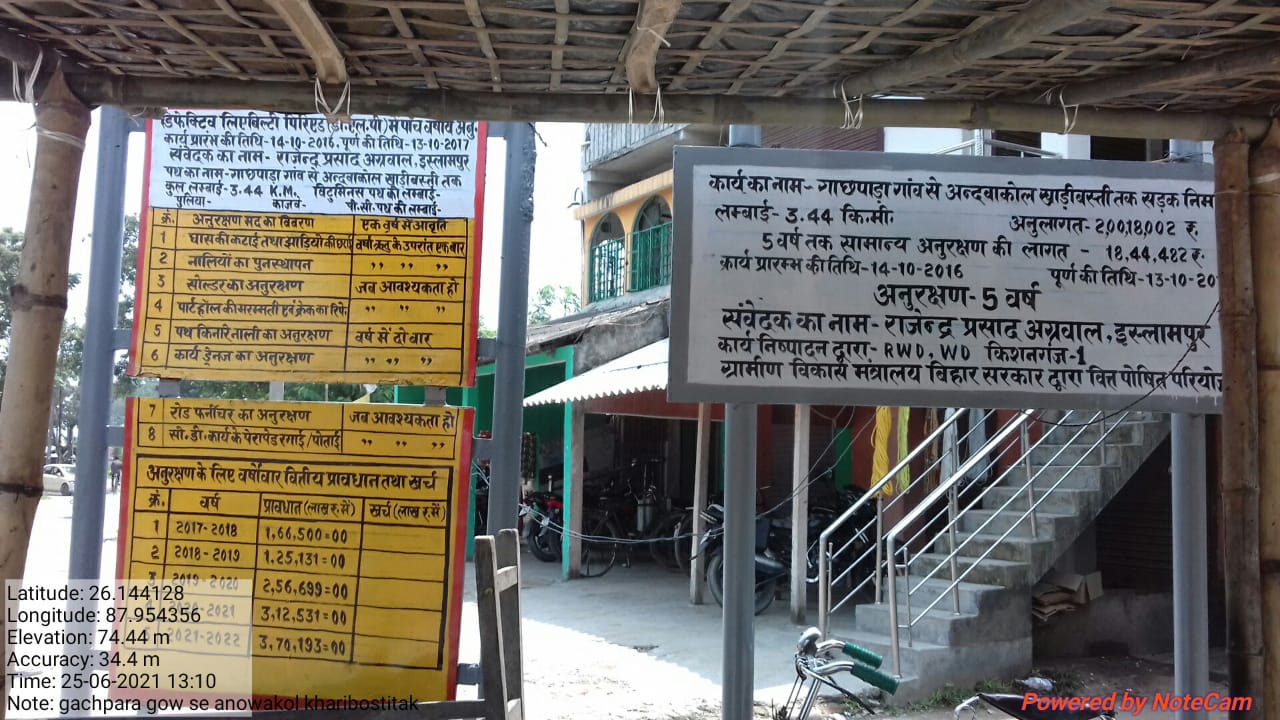 डिफेक्टिव लिएबिल्टी पिरिएड (डी.एल.पी) में पांच वर्षीय अनु.
कार्य प्रारंभ की तिथि-14-10-2016, पूर्ण की तिथि-13-10-2017
संवेदक का नाम- राजेन्द्र प्रसाद अग्रवाल, इस्लामपुर
पथ का नाम-गाछपाड़ा गांव से अन्दवाकोल खाड़ीबस्ती तक
कुल लम्बाई-3.44 K.M. विटुमिनस पथ की लम्बाई-
पुलिया- काजव- पी.सी. पथ की लम्बाई-
क्रं. अनुरक्षण मद का विवरण एक वर्ष में आवृति
1 घास की कटाई तथा झाड़ियो की छटाई वर्षा ऋतु के उपरांत एक बार
2 नालियों का पुनस्थापन ,, ,, ,,
3 सोल्डर का अनुरक्षण जब आवश्यकता हो
4 पार्टहॉल की मरम्मती एवं क्रेक का रिपे ,, ,, ,,
5 पथ किनारे नाली का अनुरक्षण वर्ष में दो बार
6 कार्य ड्रेनज का अनुरक्षण ,, ,, ,,
7 रोड फर्नीचर का अनुरक्षण जब आवश्यकता हो
8 सी.डी. कार्य के पेरापेड रंगाई/पोताई ,, ,, ,,
अनुरक्षण के लिए वर्षोवार वितीय प्रावधान तथा खर्च
क्रं. वर्ष प्रावधान (लाख रु. में) खर्च (लाख रु. में)
1 2017-2018 1,66,500=00
2 2018-2019 1.25,131=00
3 2019-2020 2,56,699=00
4 2020-2021 3,12,531=00
5 2021-2022 3,70,193=00
कार्य का नाम- गाछपाड़ा गांव से अन्दवाकोल खाड़ीबस्ती तक सड़क निम
लम्बाई- 3.44 कि.मी. अनुलागत- 2,00,18,002 रु
5 वर्ष तक सामान्य अनुरक्षण की लागत - 18,44,482 रु.
कार्य प्रारम्भ की तिथि-14-10-2016 पूर्ण की तिथि-13-10-20
अनुरक्षण- 5 वर्ष
संवेदक का नाम- राजेन्द्र प्रसाद अग्रवाल, इस्लामपुर
कार्य निष्पादन द्वारा- RWD, WD किशनगंज-1
ग्रामीण विकास मंत्रालय बिहार सरकार द्वारा वित पोषित परियो
Latitude: 26.144128
Longitude: 87.954356
Elevation: 74.44 m
Accuracy: 34.4 m
Time: 25-06-2021 13:10
Note: gachpara gow se anowakol kharibostitak
Powered by NoteCam